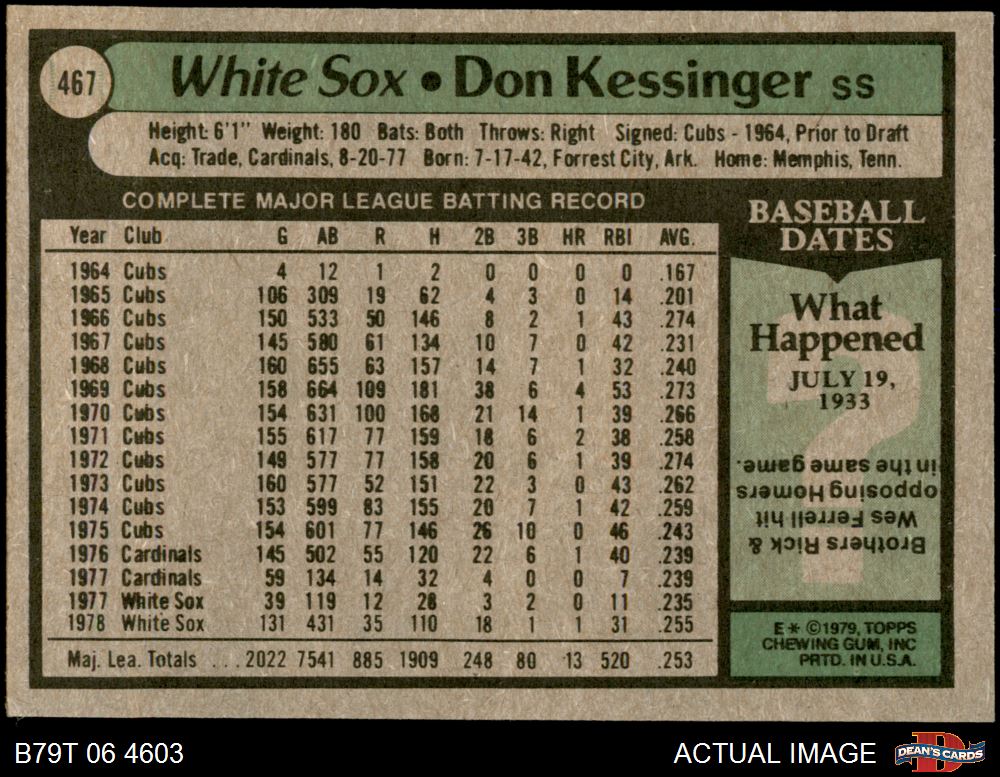 467
White Sox • Don Kessinger SS
Height: 6'1" Weight: 180 Bats: Both Throws: Right Signed: Cubs - 1964, Prior to Draft
Acq: Trade, Cardinals, 8-20-77 Born: 7-17-42, Forrest City, Ark. Home: Memphis, Tenn.
COMPLETE MAJOR LEAGUE BATTING RECORD
Year Club G AB R H 2B 3B HR RBI AVG.
1964 Cubs 4 12 1 2 0 0 0 0 .167
1965 Cubs 106 309 19 62 4 3 0 14 .201
1966 Cubs 150 533 50 146 8 2 1 43 .274
1967 Cubs 145 580 61 134 10 7 0 42 .231
1968 Cubs 160 655 63 157 14 7 1 32 .240
1969 Cubs 158 664 109 181 38 6 4 53 .273
1970 Cubs 154 631 100 168 21 14 1 39 .266
1971 Cubs 155 617 77 159 18 6 2 38 .258
1972 Cubs 149 577 77 158 20 6 1 39 .274
1973 Cubs 160 577 52 151 22 3 0 43 .262
1974 Cubs 153 599 83 155 20 7 1 42 .259
1975 Cubs 154 601 77 146 26 10 0 46 .243
1976 Cardinals 145 502 55 120 22 6 1 40 .239
1977 Cardinals 59 134 14 32 4 0 0 7 .239
1977 White Sox 39 119 12 28 3 2 0 11 .235
1978 White Sox 131 431 35 110 18 1 1 31 .255
Maj. Lea. Totals ... 2022 7541 885 1909 248 80 13 520 .253
BASEBALL
DATES
What
Happened
JULY 19,
1933
?
Brothers Rick &
Wes Ferrell hit
opposing Homers
in the same game.
E * ©1979, TOPPS
CHEWING GUM, INC
PRTD. IN U.S.A.
B79T 06 4603
ACTUAL IMAGE
D
DEAN'S CARDS